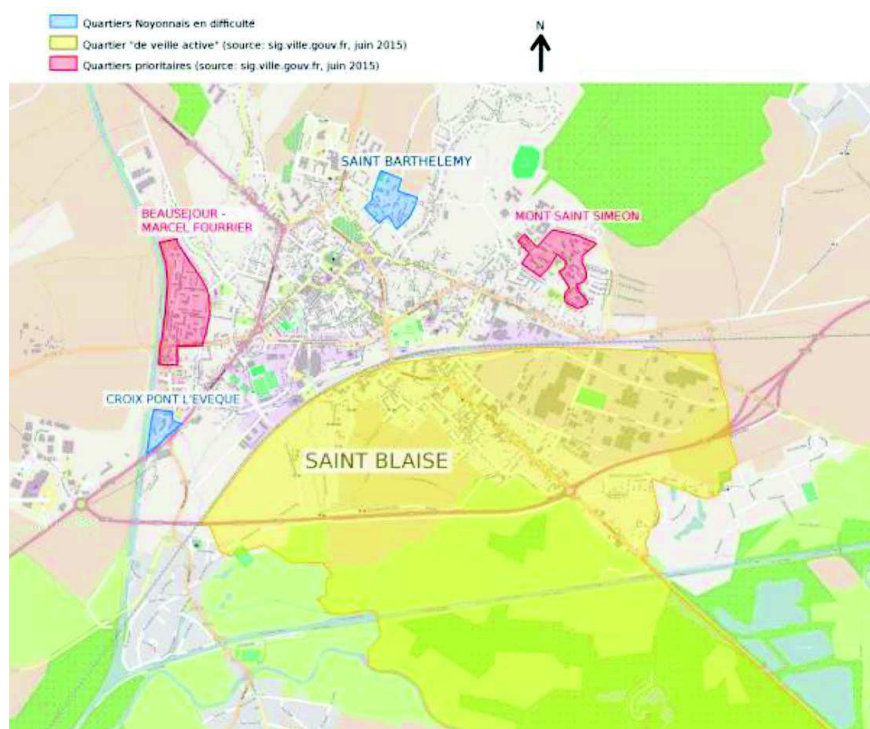 Quartiers Noyonnais en difficulté
Quartier "de veille active" (source: sig.ville.gouv.fr, juin 2015)
Quartiers prioritaires (source: sig.ville.gouv.fr, juin 2015)
N
SAINT BARTHELEMY
BEAUSEJOUR -
MARCEL FOURRIER
MONT SAINT SIMEON
CROIX PONT L'EVEQUE
SAINT BLAISE